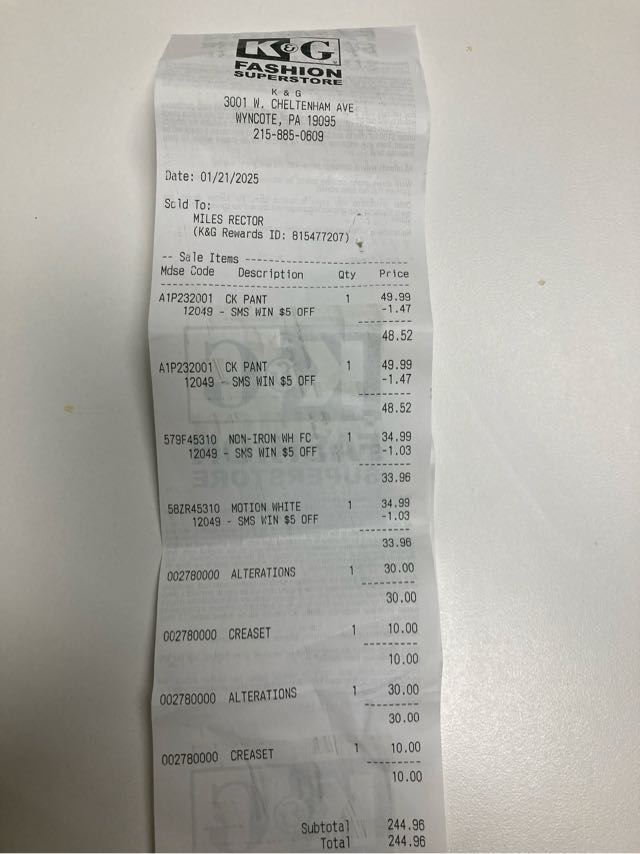 K&G
FASHION
SUPERSTORE
K & G
3001 W. CHELTENHAM AVE
WYNCOTE, PA 19095
215-885-0609
Date: 01/21/2025
Sold To:
MILES RECTOR
(K&G Rewards ID: 815477207)
-- Sale Items --------------------
Mdse Code Description Qty Price
A1P232001 CK PANT 1 49.99
12049 - SMS WIN $5 OFF -1.47
48.52
A1P232001 CK PANT 1 49.99
12049 - SMS WIN $5 OFF -1.47
48.52
579F45310 NON-IRON WH FC 1 34.99
12049 - SMS WIN $5 OFF -1.03
33.96
58ZR45310 MOTION WHITE 1 34.99
12049 - SMS WIN $5 OFF -1.03
33.96
002780000 ALTERATIONS 1 30.00
30.00
002780000 CREASET 1 10.00
10.00
002780000 ALTERATIONS 1 30.00
30.00
002780000 CREASET 1 10.00
10.00
Subtotal 244.96
Total 244.96